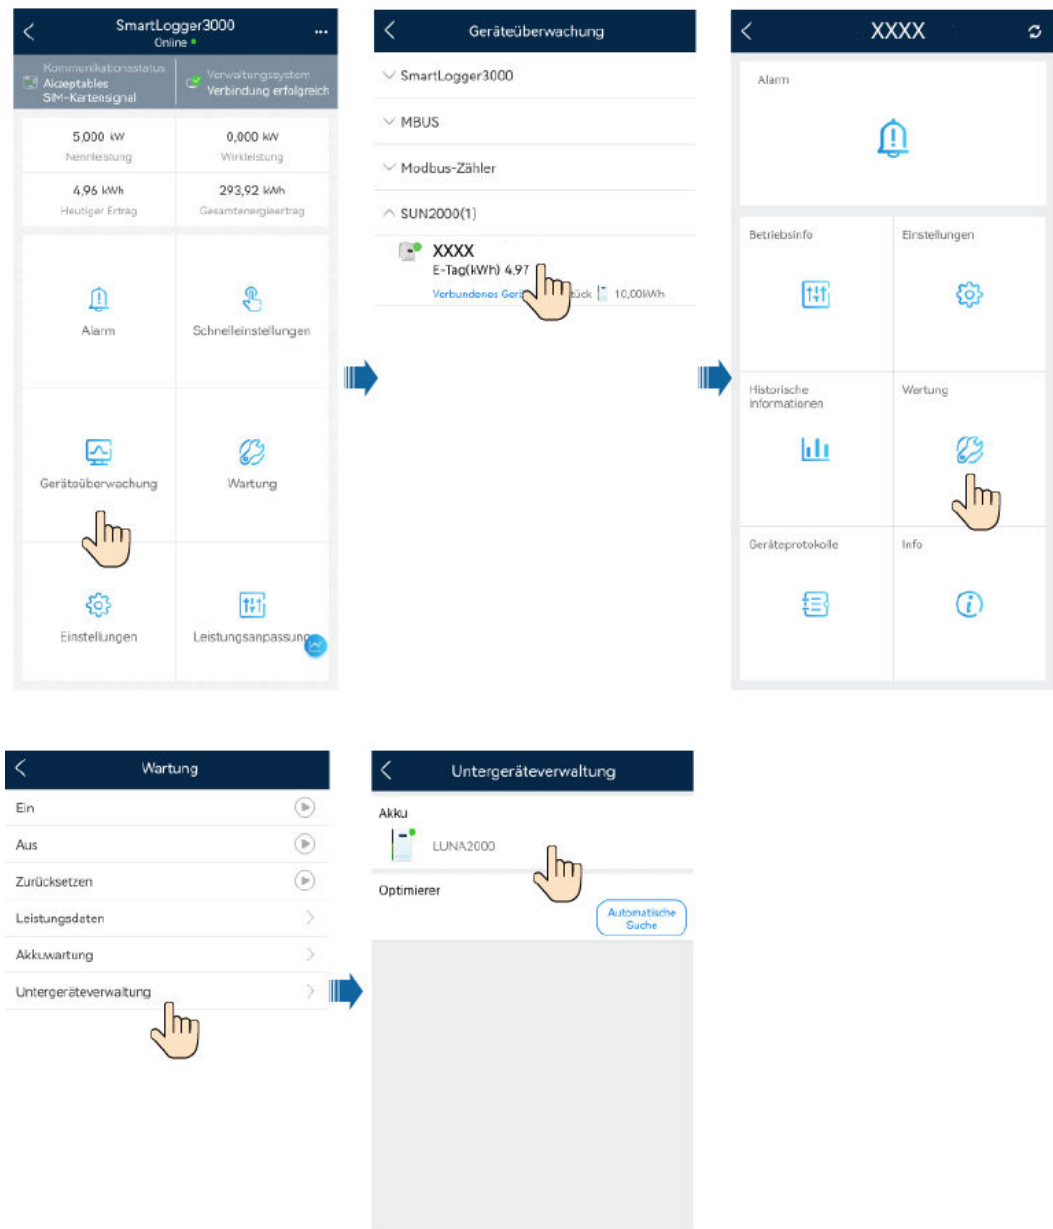 SmartLogger3000
Online
Kommunikationsstatus
Akzeptables
SIM-Kartensignal
Verwaltungssystem
Verbindung erfolgreich
5,000 kW
Nennleistung
0,000 kW
Wirkleistung
4,96 kWh
Heutiger Ertrag
293,92 kWh
Gesamtenergieertrag
Alarm
Schnelleinstellungen
Geräteüberwachung
Wartung
Einstellungen
Leistungsanpassung
Geräteüberwachung
SmartLogger3000
MBUS
Modbus-Zähler
SUN2000(1)
XXXX
E-Tag(kWh) 4,97
Verbundenes Gerä tück 10,00kWh
XXXX
Alarm
Betriebsinfo
Einstellungen
Historische
Informationen
Wartung
Geräteprotokolle
Info
Wartung
Ein
Aus
Zurücksetzen
Leistungsdaten
Akkuwartung
Untergeräteverwaltung
Untergeräteverwaltung
Akku
LUNA2000
Optimierer
Automatische
Suche